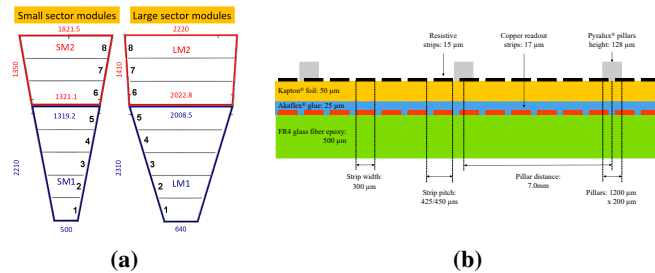 Small sector modules
Large sector modules
1821.5
2220
8
SM2
7
6
1350
1321.1
1319.2
5
4
3
2
1
SM1
2210
500
8
LM2
7
6
1410
2022.8
2008.5
5
4
3
2
1
LM1
2310
640
(a)
Resistive
strips: 15 µm
Copper readout
strips: 17 µm
Pyralux® pillars
height: 128 µm
Kapton® foil: 50 µm
Akaflex® glue: 25 µm
FR4 glass fiber epoxy:
500 µm
Strip width:
300 µm
Strip pitch:
425/450 µm
Pillar distance:
7.0mm
Pillars: 1200 µm
x 200 µm
(b)